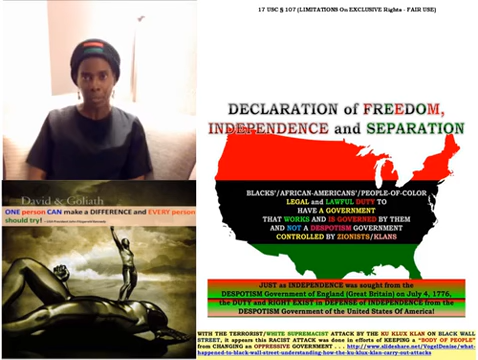 17 USC § 107 (LIMITATIONS On EXCLUSIVE Rights - FAIR USE)
DECLARATION of FREEDOM,
INDEPENDENCE and SEPARATION
BLACKS'/AFRICAN-AMERICANS'/PEOPLE-OF-COLOR
LEGAL and LAWFUL DUTY TO
HAVE A GOVERNMENT
THAT WORKS AND IS GOVERNED BY THEM
AND NOT A DESPOTISM GOVERNMENT
CONTROLLED BY ZIONISTS/KLANS
JUST as INDEPENDENCE was sought from the
DESPOTISM Government of England (Great Britain) on July 4, 1776,
the DUTY and RIGHT EXIST in DEFENSE of INDEPENDENCE from the
DESPOTISM Government of the United States Of America!
David & Goliath
ONE person CAN make a DIFFERENCE and EVERY person
should try! - USA President John Fitzgerald Kennedy
WITH THE TERRORIST/WHITE SUPREMACIST ATTACK BY THE KU KLUX KLAN ON BLACK WALL
STREET, it appears this RACIST ATTACK was done in efforts of KEEPING a "BODY OF PEOPLE"
from CHANGING an OPPRESSIVE GOVERNMENT . . . http://www.slideshare.net/VogelDenise/what-
happened-to-black-wall-street-understanding-how-the-ku-klux-klan-carry-out-attacks